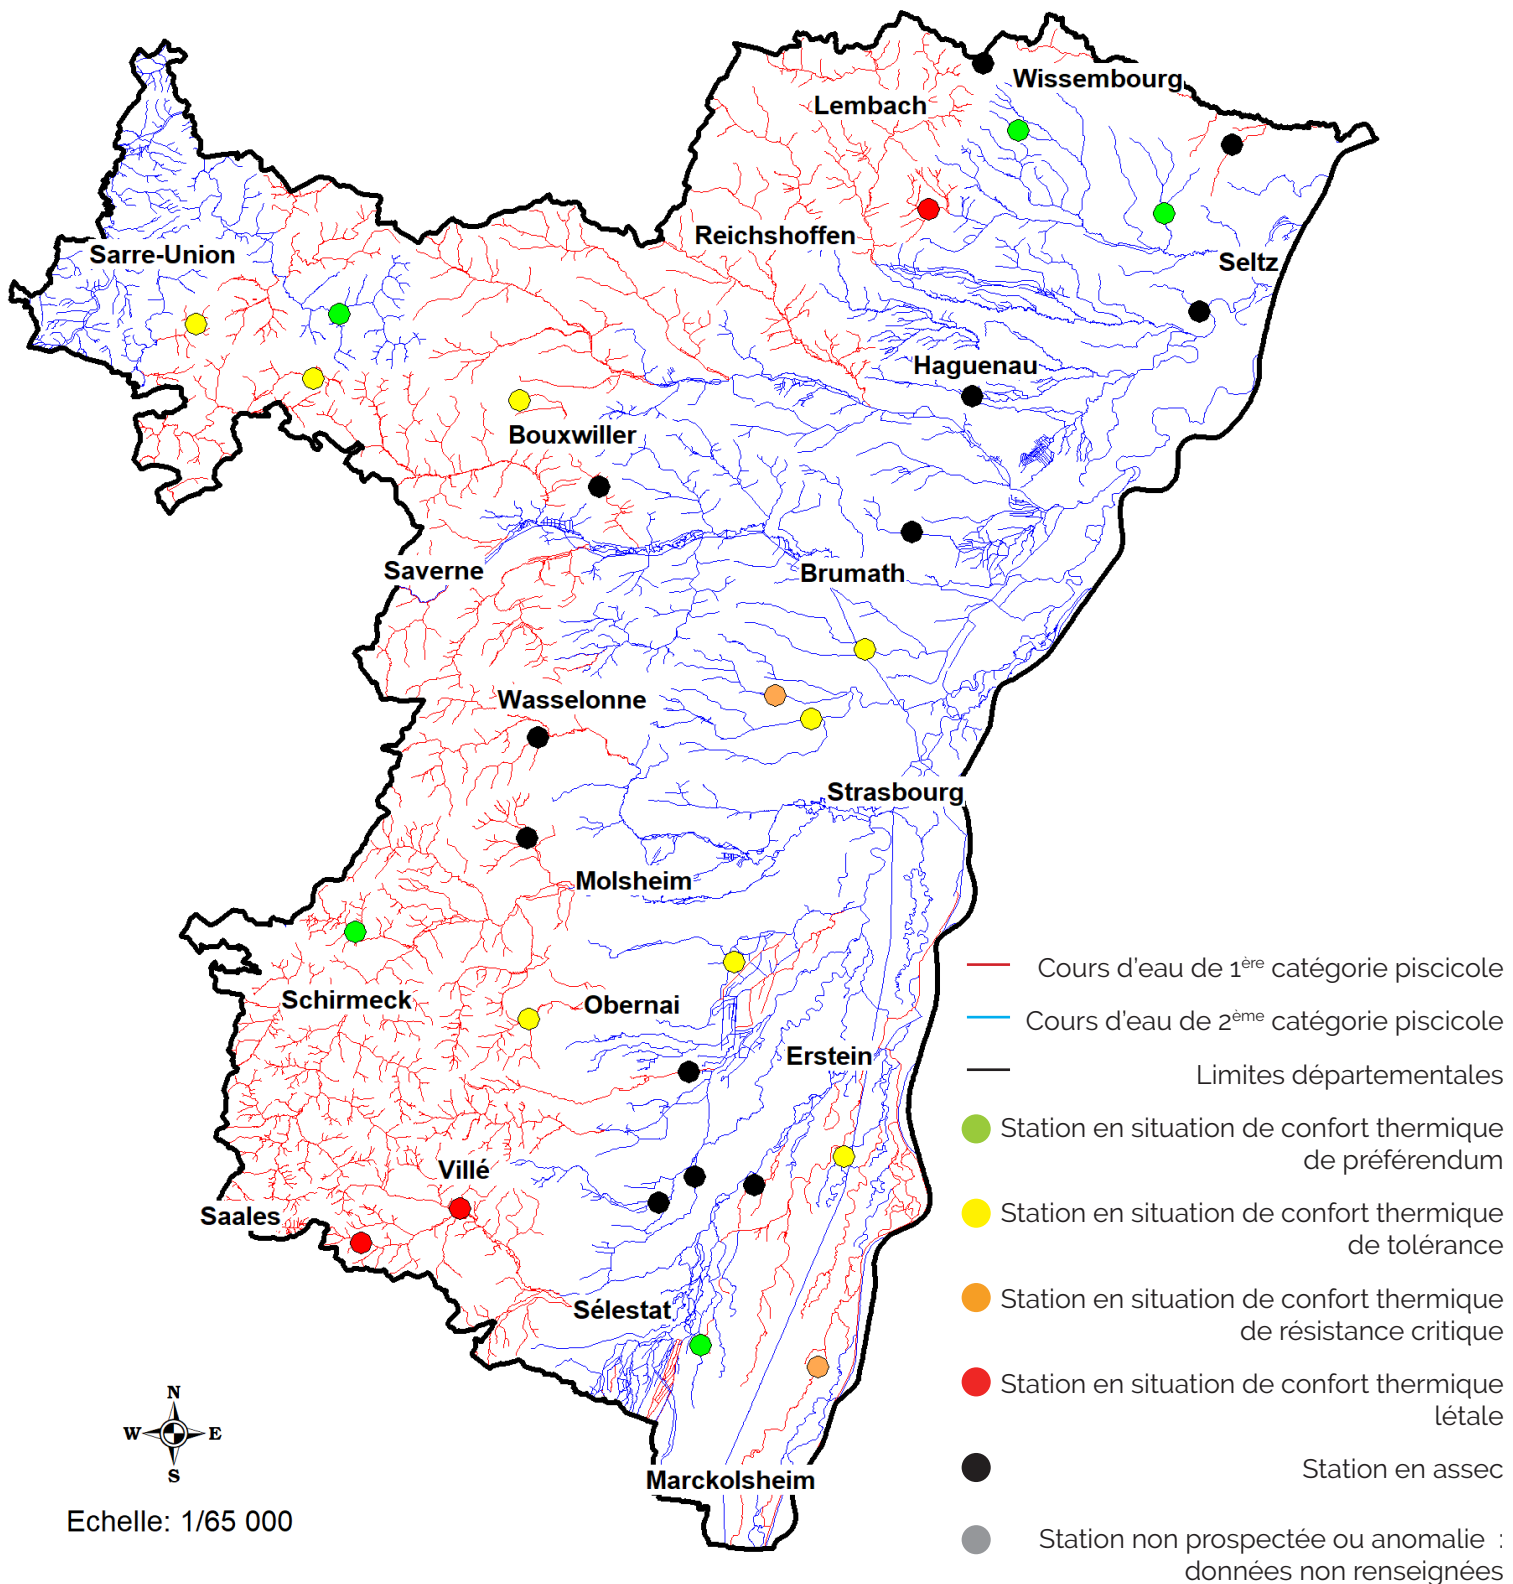 Wissembourg
Lembach
Reichshoffen
Sarre-Union
Seltz
Haguenau
Bouxwiller
Saverne
Brumath
Wasselonne
Strasbourg
Molsheim
Schirmeck
Obernai
Erstein
Villé
Saales
Sélestat
Marckolsheim
Cours d'eau de 1ère catégorie piscicole
Cours d'eau de 2ème catégorie piscicole
Limites départementales
Station en situation de confort thermique
de préférendum
Station en situation de confort thermique
de tolérance
Station en situation de confort thermique
de résistance critique
Station en situation de confort thermique
létale
Station en assec
Station non prospectée ou anomalie :
données non renseignées
N
W E
S
Echelle: 1/65 000